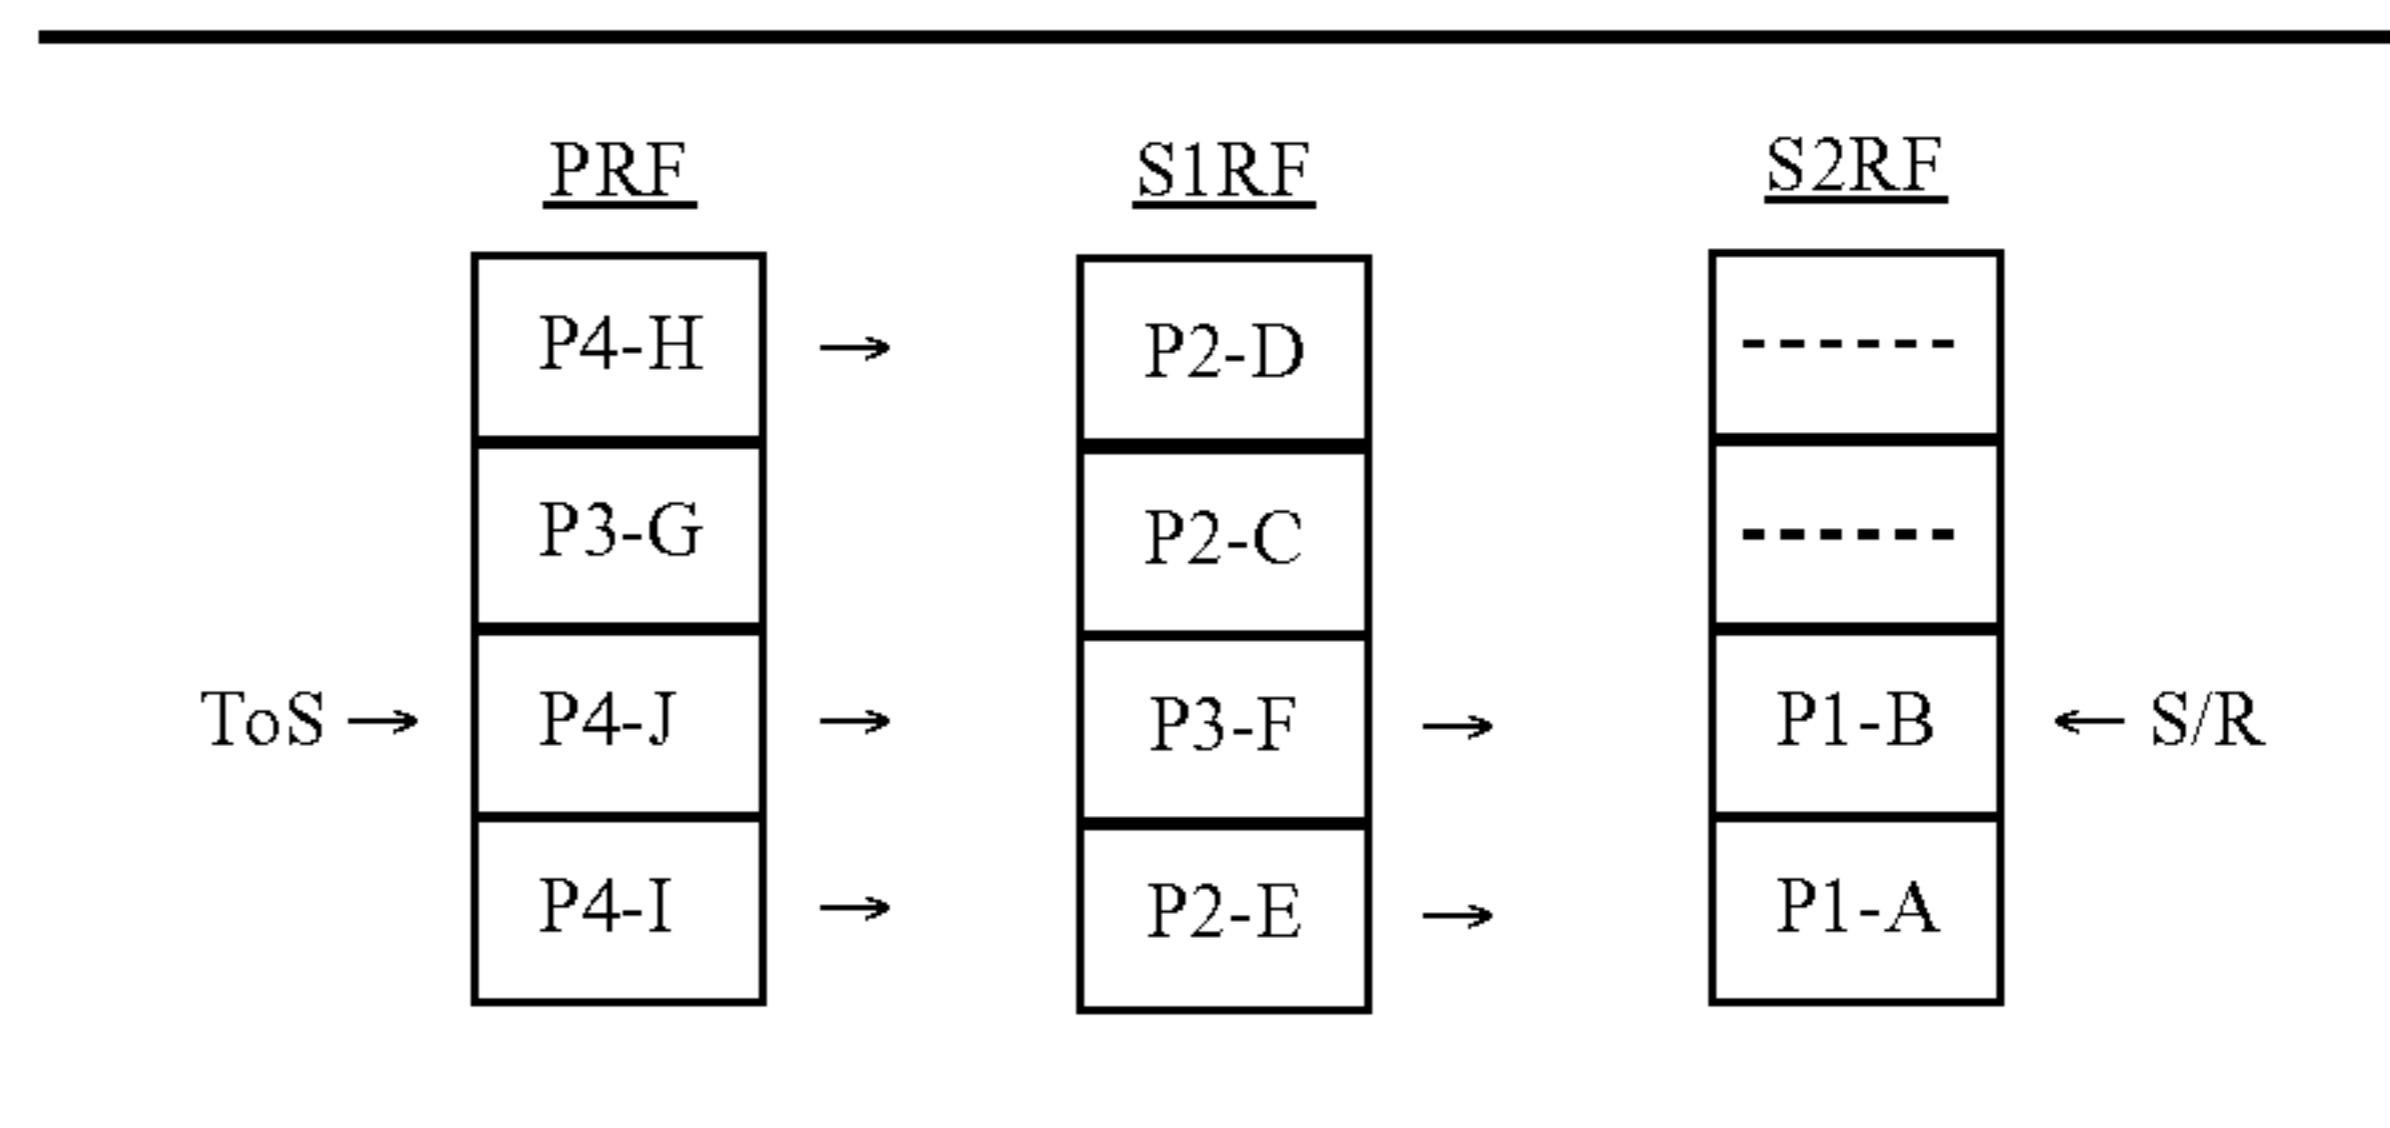 PRF S1RF S2RF
P4-H → P2-D ------
P3-G P2-C ------
ToS → P4-J → P3-F → P1-B ← S/R
P4-I → P2-E → P1-A